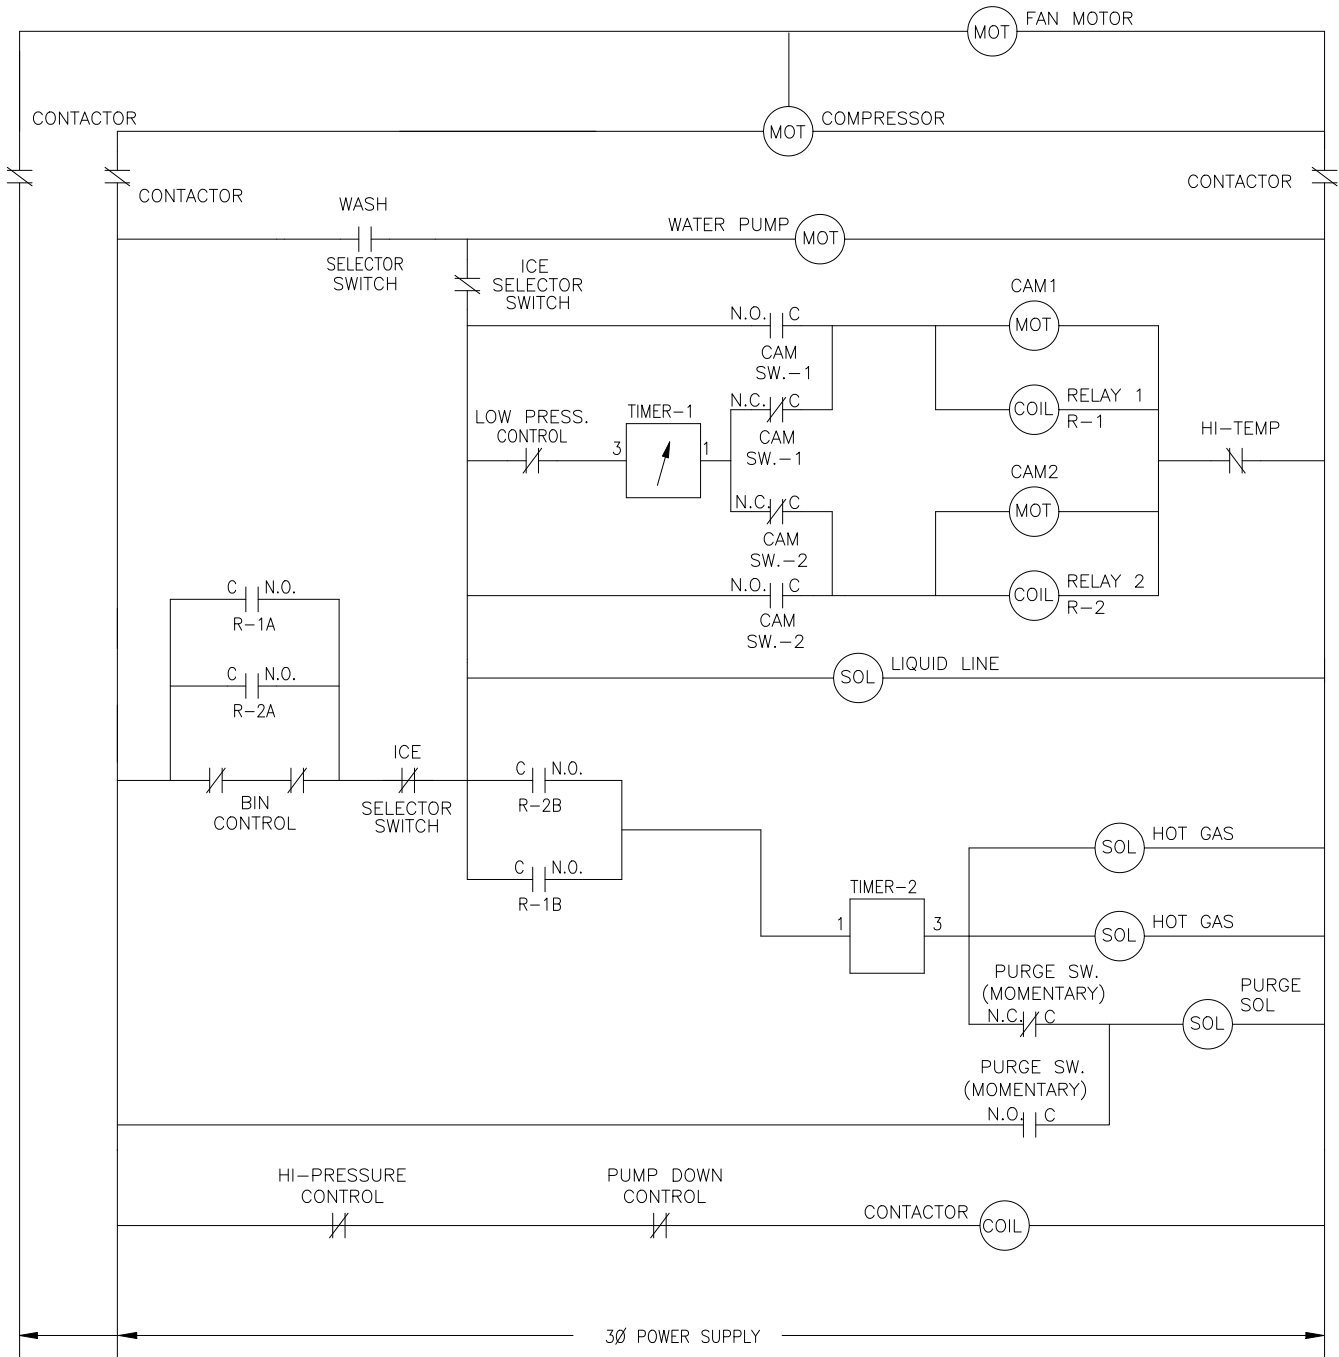 FAN MOTOR
MOT
CONTACTOR
MOT
COMPRESSOR
CONTACTOR
CONTACTOR
WASH
SELECTOR
SWITCH
WATER PUMP
MOT
ICE
SELECTOR
SWITCH
CAM1
N.O. C
MOT
CAM
SW.-1
LOW PRESS.
CONTROL
TIMER-1
3
1
N.C. C
CAM
SW.-1
COIL
RELAY 1
R-1
HI-TEMP
CAM2
N.C. C
MOT
CAM
SW.-2
N.O. C
CAM
SW.-2
COIL
RELAY 2
R-2
C N.O.
R-1A
C N.O.
R-2A
SOL
LIQUID LINE
BIN
CONTROL
ICE
SELECTOR
SWITCH
C N.O.
R-2B
C N.O.
R-1B
SOL
HOT GAS
TIMER-2
1
3
SOL
HOT GAS
PURGE SW.
(MOMENTARY)
N.C. C
SOL
PURGE
SOL
PURGE SW.
(MOMENTARY)
N.O. C
HI-PRESSURE
CONTROL
PUMP DOWN
CONTROL
CONTACTOR
COIL
3Ø POWER SUPPLY